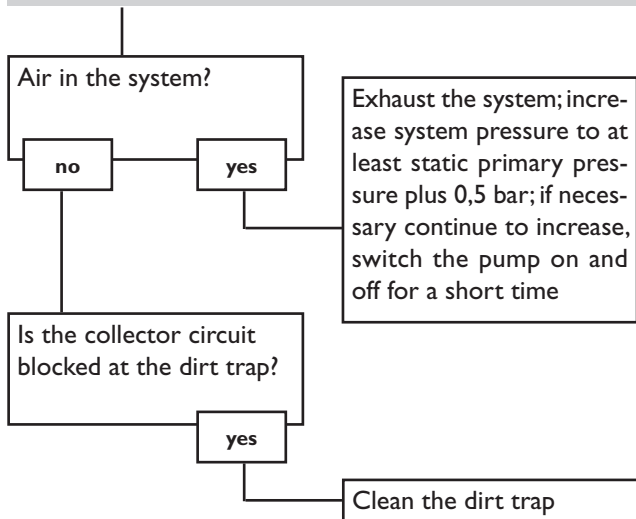 Air in the system?
no
yes
Exhaust the system; incre-
ase system pressure to at
least static primary pres-
sure plus 0,5 bar; if neces-
sary continue to increase,
switch the pump on and
off for a short time
Is the collector circuit
blocked at the dirt trap?
yes
Clean the dirt trap